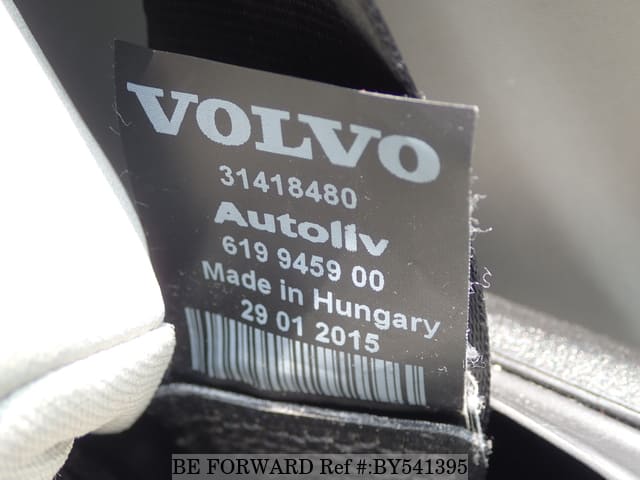 VOLVO
31418480
Autoliv
619 9459 00
Made in Hungary
29 01 2015
BE FORWARD Ref #:BY541395